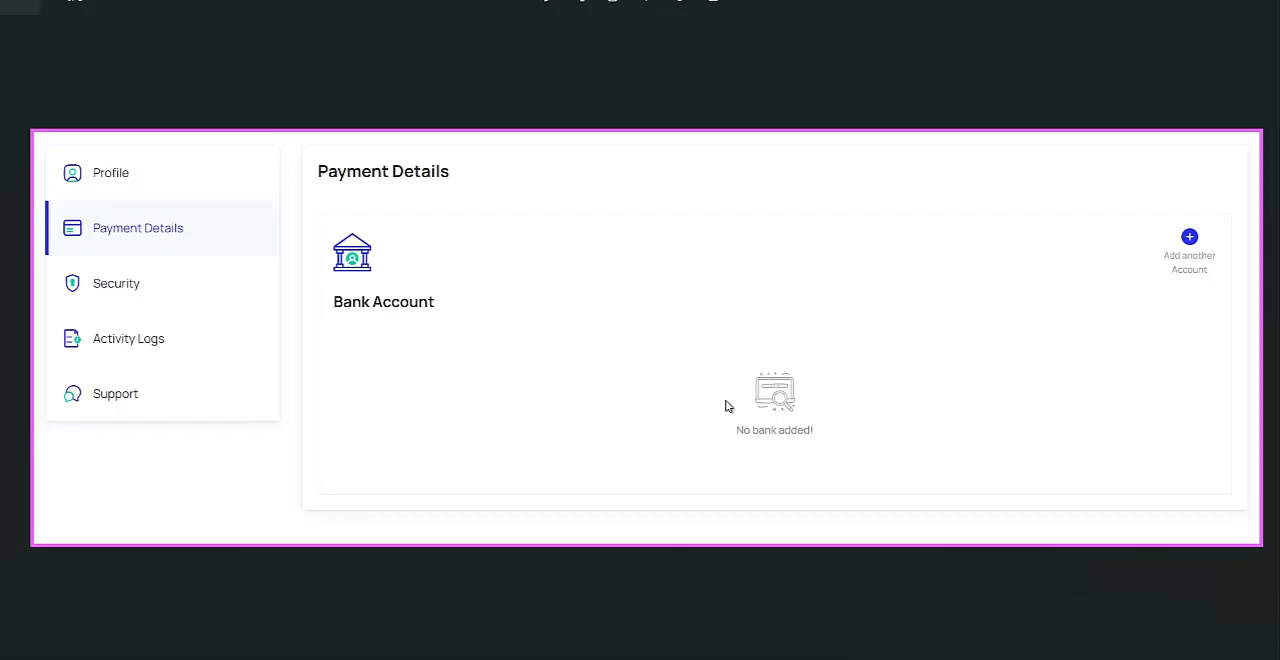 Profile
Payment Details
Security
Activity Logs
Support
Payment Details
Add another
Account
Bank Account
No bank added!